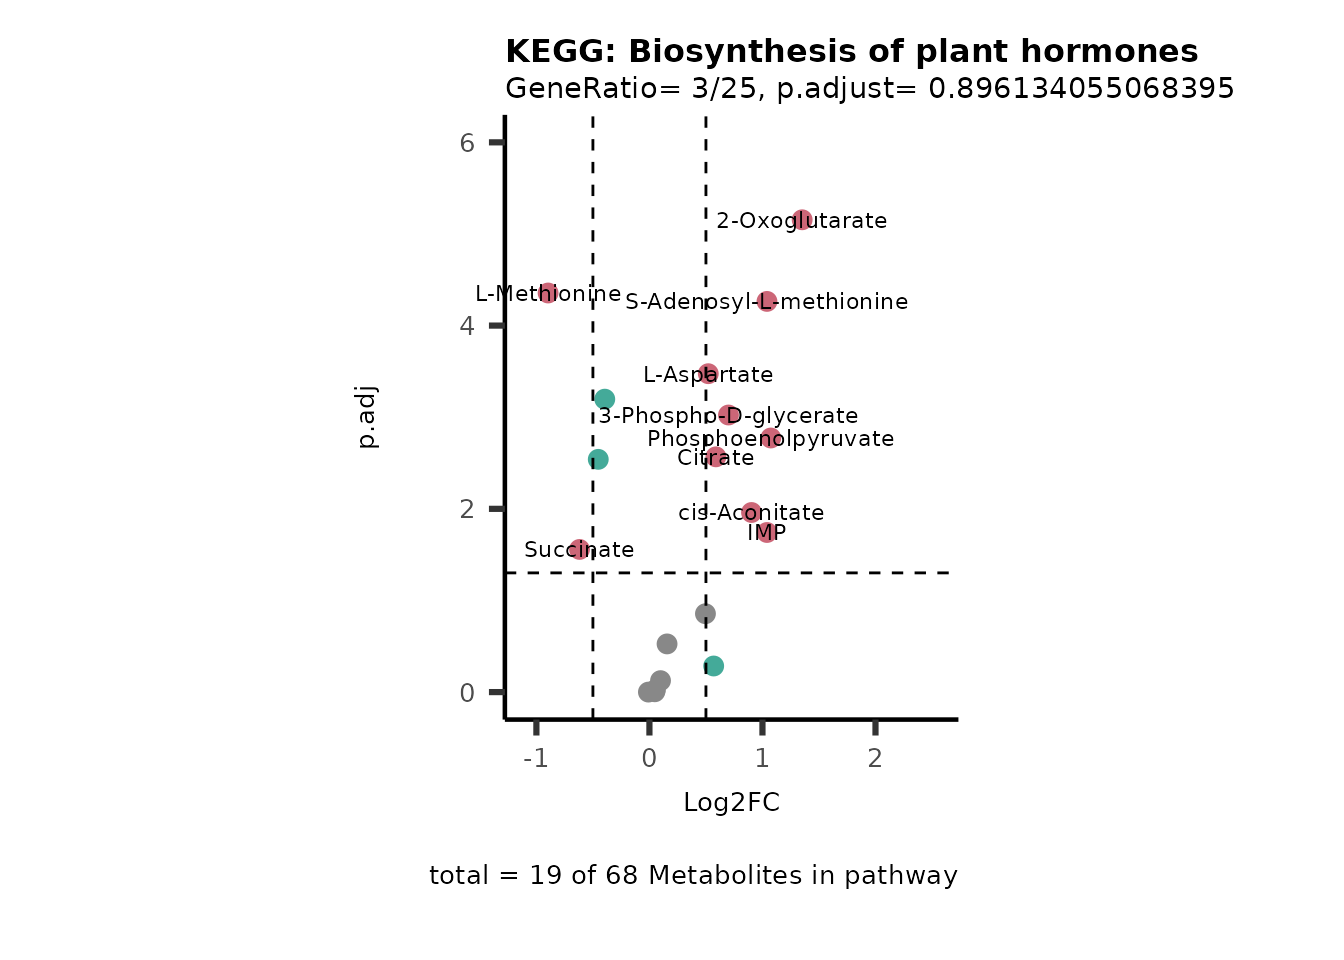 KEGG: Biosynthesis of plant hormones
GeneRatio= 3/25, p.adjust= 0.896134055068395
6
2-Oxoglutarate
L-Methionine
S-Adenosyl-L-methionine
4
L-Aspartate
p.adj
3-Phospho-D-glycerate
Phosphoenolpyruvate
Citrate
2
cis-Aconitate
IMP
Succinate
0
-1 0 1 2
Log2FC
total = 19 of 68 Metabolites in pathway